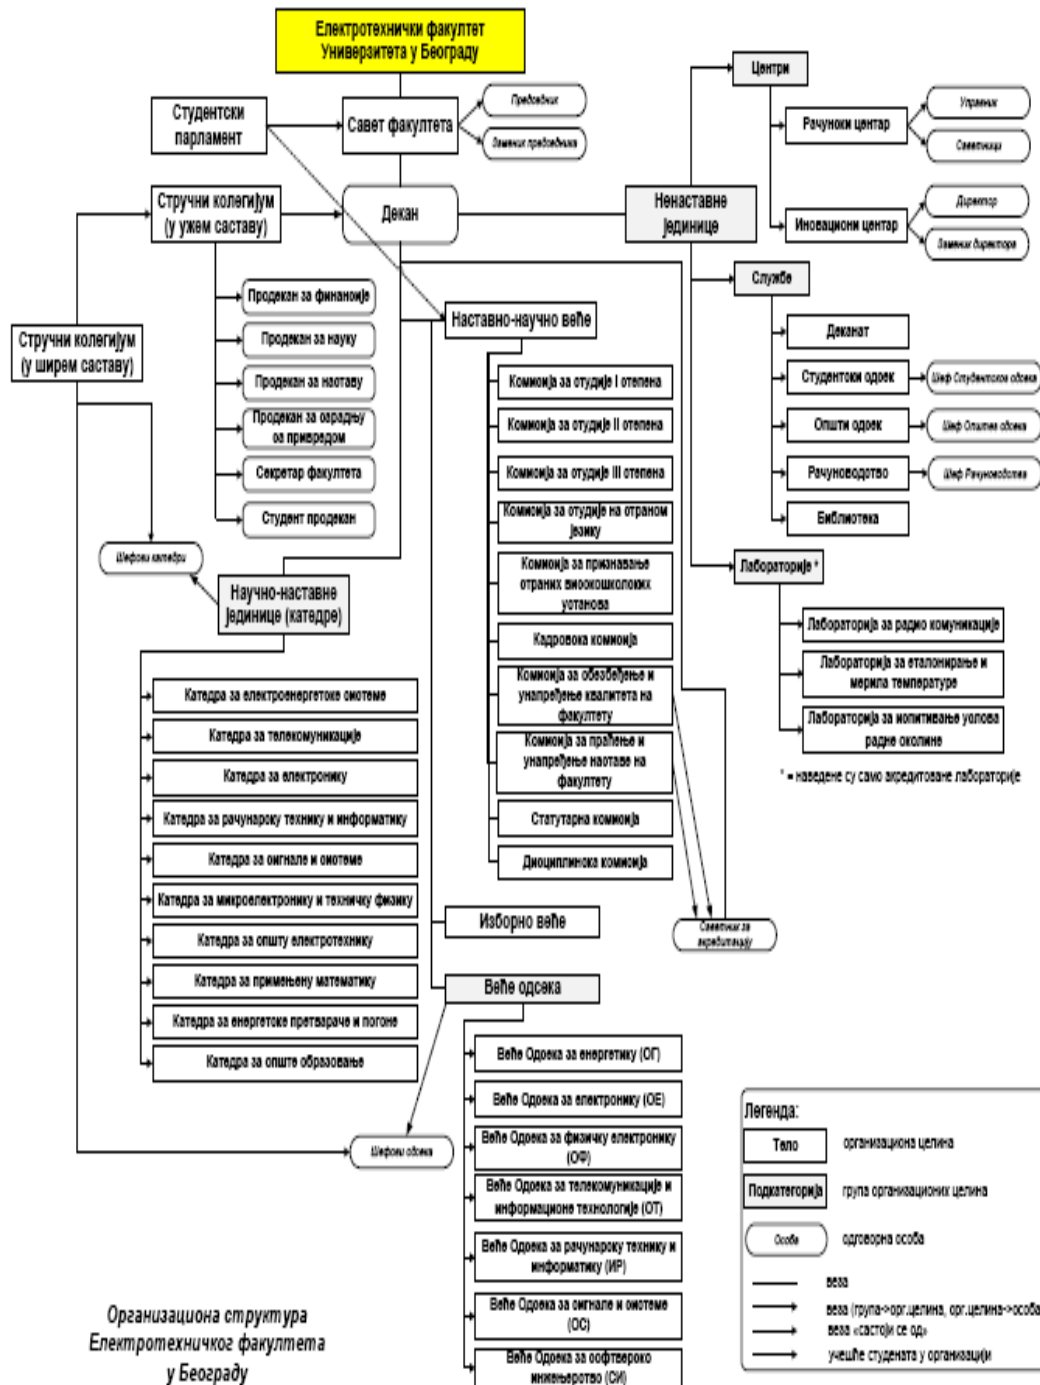 Електротехнички факултет
Универзитета у Београду
Студентски
парламент
Савет факултета
Председник
Заменик председника
Стручни колегијум
(у ужем саставу)
Декан
Ненаставне
јединице
Центри
Рачунски центар
Управник
Саветници
Иновациони центар
Директор
Заменик директора
Службе
Деканат
Студентски одсек
Шеф Студентског одсека
Општи одсек
Шеф Општег одсека
Рачуноводство
Шеф Рачуноводства
Библиотека
Лабораторије *
Лабораторија за радио комуникације
Лабораторија за еталонирање и
мерила температуре
Лабораторија за испитивање услова
радне околине
* = наведене су само акредитоване лабораторије
Стручни колегијум
(у ширем саставу)
Продекан за финансије
Продекан за науку
Продекан за наставу
Продекан за сарадњу
са привредом
Секретар факултета
Студент продекан
Шефови катедри
Научно-наставне
јединице (катедре)
Катедра за електроенергетске системе
Катедра за телекомуникације
Катедра за електронику
Катедра за рачунарску технику и информатику
Катедра за сигнале и системе
Катедра за микроелектронику и техничку физику
Катедра за општу електротехнику
Катедра за примењену математику
Катедра за енергетске претвараче и погоне
Катедра за опште образовање
Наставно-научно веће
Комисија за студије I степена
Комисија за студије II степена
Комисија за студије III степена
Комисија за студије на страном
језику
Комисија за признавање
страних високошколских
установа
Кадровска комисија
Комисија за обезбеђење и
унапређење квалитета на
факултету
Комисија за праћење и
унапређење наставе на
факултету
Статутарна комисија
Дисциплинска комисија
Саветник за
акредитацију
Изборно веће
Веће одсека
Веће Одсека за енергетику (ОГ)
Веће Одсека за електронику (ОЕ)
Веће Одсека за физичку електронику
(ОФ)
Веће Одсека за телекомуникације и
информационе технологије (ОТ)
Веће Одсека за рачунарску технику и
информатику (ИР)
Веће Одсека за сигнале и системе
(ОС)
Веће Одсека за софтверско
инжењерство (СИ)
Шефови одсека
Легенда:
Тело
организациона целина
Подкатегорија
група организационих целина
Особа
одговорна особа
веза
веза (група->орг.целина, орг.целина->особа
веза «састоји се од»
учешће студената у организацији
Организациона структура
Електротехничког факултета
у Београду